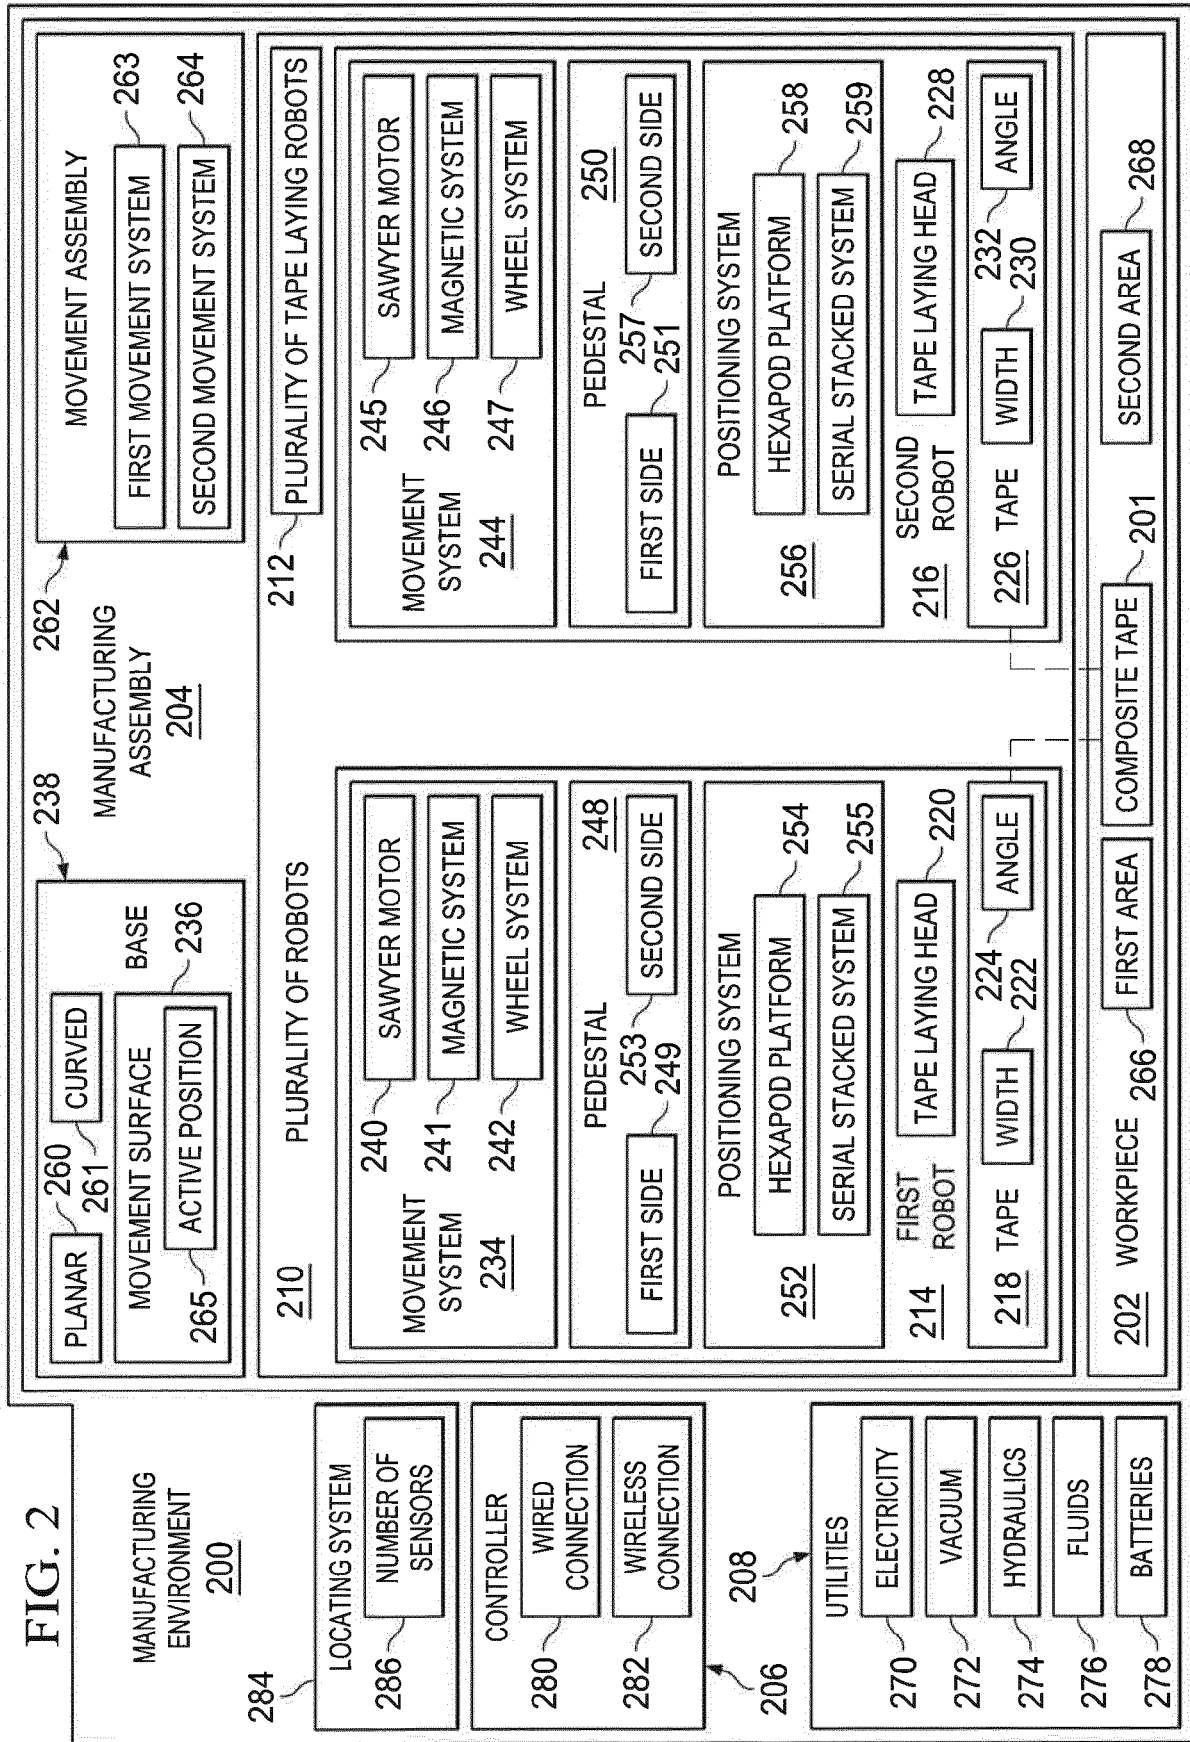 FIG. 2
MANUFACTURING
ENVIRONMENT
200
284
LOCATING SYSTEM
NUMBER OF
SENSORS
286
CONTROLLER
WIRED
CONNECTION
280
WIRELESS
CONNECTION
282
206
208
UTILITIES
ELECTRICITY
270
VACUUM
272
HYDRAULICS
274
FLUIDS
276
BATTERIES
278
PLANAR
260
CURVED
261
BASE
MOVEMENT SURFACE
236
ACTIVE POSITION
265
238
MANUFACTURING
ASSEMBLY
204
262
MOVEMENT ASSEMBLY
FIRST MOVEMENT SYSTEM
263
SECOND MOVEMENT SYSTEM
264
210
PLURALITY OF ROBOTS
212
PLURALITY OF TAPE LAYING ROBOTS
MOVEMENT
SYSTEM
234
240
SAWYER MOTOR
241
MAGNETIC SYSTEM
242
WHEEL SYSTEM
PEDESTAL
248
FIRST SIDE
249
253
SECOND SIDE
POSITIONING SYSTEM
252
HEXAPOD PLATFORM
254
SERIAL STACKED SYSTEM
255
FIRST
ROBOT
214
TAPE LAYING HEAD
220
218
TAPE
WIDTH
222
224
ANGLE
MOVEMENT
SYSTEM
244
245
SAWYER MOTOR
246
MAGNETIC SYSTEM
247
WHEEL SYSTEM
PEDESTAL
250
FIRST SIDE
251
257
SECOND SIDE
POSITIONING SYSTEM
256
HEXAPOD PLATFORM
258
SERIAL STACKED SYSTEM
259
SECOND
ROBOT
216
TAPE LAYING HEAD
228
226
TAPE
WIDTH
230
232
ANGLE
202
WORKPIECE
266
FIRST AREA
COMPOSITE TAPE
201
SECOND AREA
268